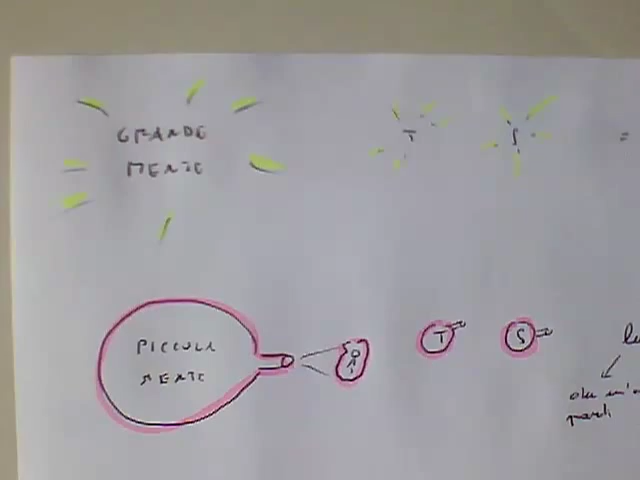 GRANDE
MENTE
T S =
PICCOLA
MENTE
T S